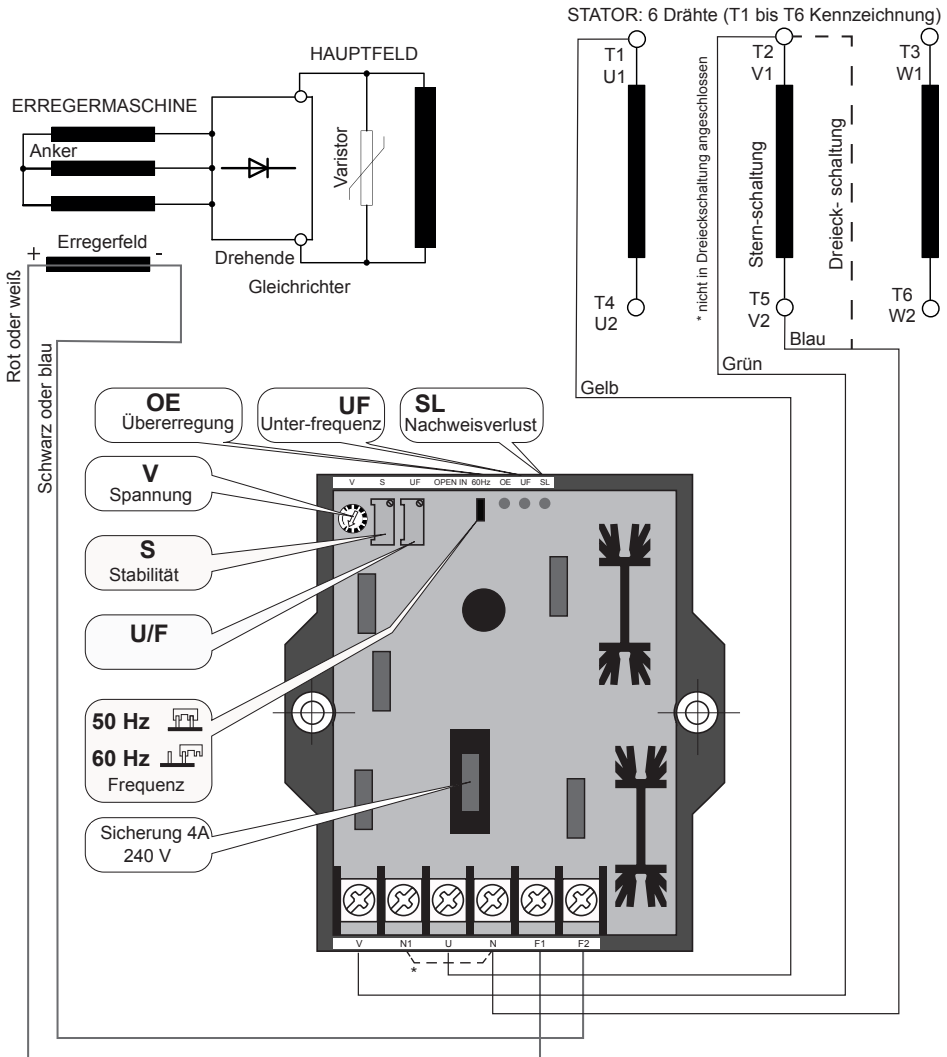 STATOR: 6 Drähte (T1 bis T6 Kennzeichnung)
HAUPTFELD
ERREGERMASCHINE
Anker
Varistor
Drehende
Gleichrichter
+
Erregerfeld
-
Rot oder weiß
Schwarz oder blau
T1
U1
T4
U2
* nicht in Dreieckschaltung angeschlossen
T2
V1
Stern-schaltung
T5
V2
Dreieck- schaltung
T3
W1
T6
W2
Blau
Grün
Gelb
OE
Übererregung
UF
Unter-frequenz
SL
Nachweisverlust
V
Spannung
S
Stabilität
U/F
50 Hz
60 Hz
Frequenz
Sicherung 4A
240 V
V S UF OPEN IN 60Hz OE UF SL
V N1 U N F1 F2
*